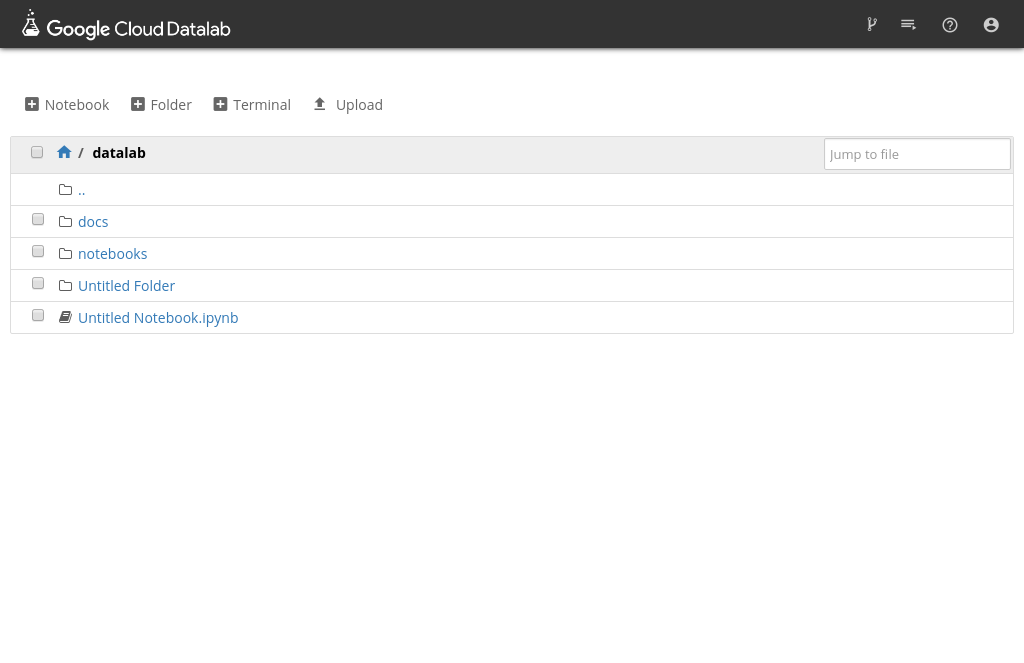 Google Cloud Datalab
Notebook Folder Terminal Upload
/ datalab Jump to file
..
docs
notebooks
Untitled Folder
Untitled Notebook.ipynb